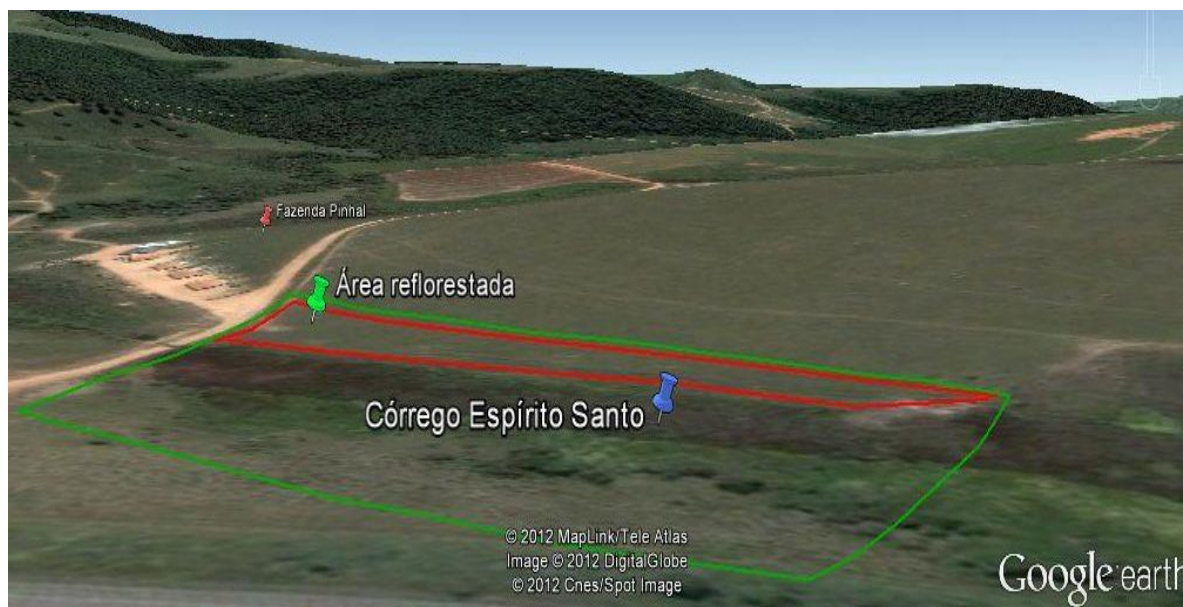 Fazenda Pinhal
Área reflorestada
Córrego Espírito Santo
© 2012 MapLink/Tele Atlas
Image © 2012 DigitalGlobe
© 2012 Cnes/Spot Image
Google earth